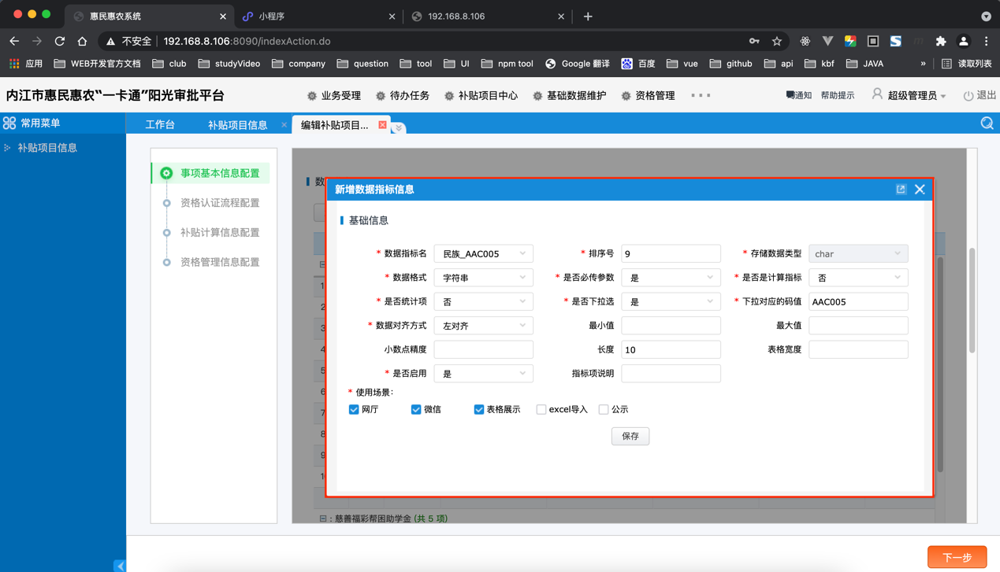 惠民惠农系统
小程序
192.168.8.106
不安全 192.168.8.106:8090/indexAction.do
应用 WEB开发官方文档 club studyVideo company question tool UI npm tool Google 翻译 百度 vue github api kbf JAVA » 读取列表
内江市惠民惠农“一卡通”阳光审批平台
业务受理 待办任务 补贴项目中心 基础数据维护 资格管理
通知 帮助提示 超级管理员 退出
常用菜单
工作台 补贴项目信息 编辑补贴项目...
补贴项目信息
事项基本信息配置
资格认证流程配置
补贴计算信息配置
资格管理信息配置
数
新增数据指标信息
基础信息
* 数据指标名 民族_AAC005 * 排序号 9 * 存储数据类型 char
* 数据格式 字符串 * 是否必传参数 是 * 是否是计算指标 否
* 是否统计项 否 * 是否下拉选 是 * 下拉对应的码值 AAC005
* 数据对齐方式 左对齐 最小值 最大值
小数点精度 长度 10 表格宽度
* 是否启用 是 指标项说明
* 使用场景:
网厅 微信 表格展示 excel导入 公示
保存
1
2
3
4
5
6
7
8
9
1
: 慈善福彩帮困助学金 (共 5 项)
下一步